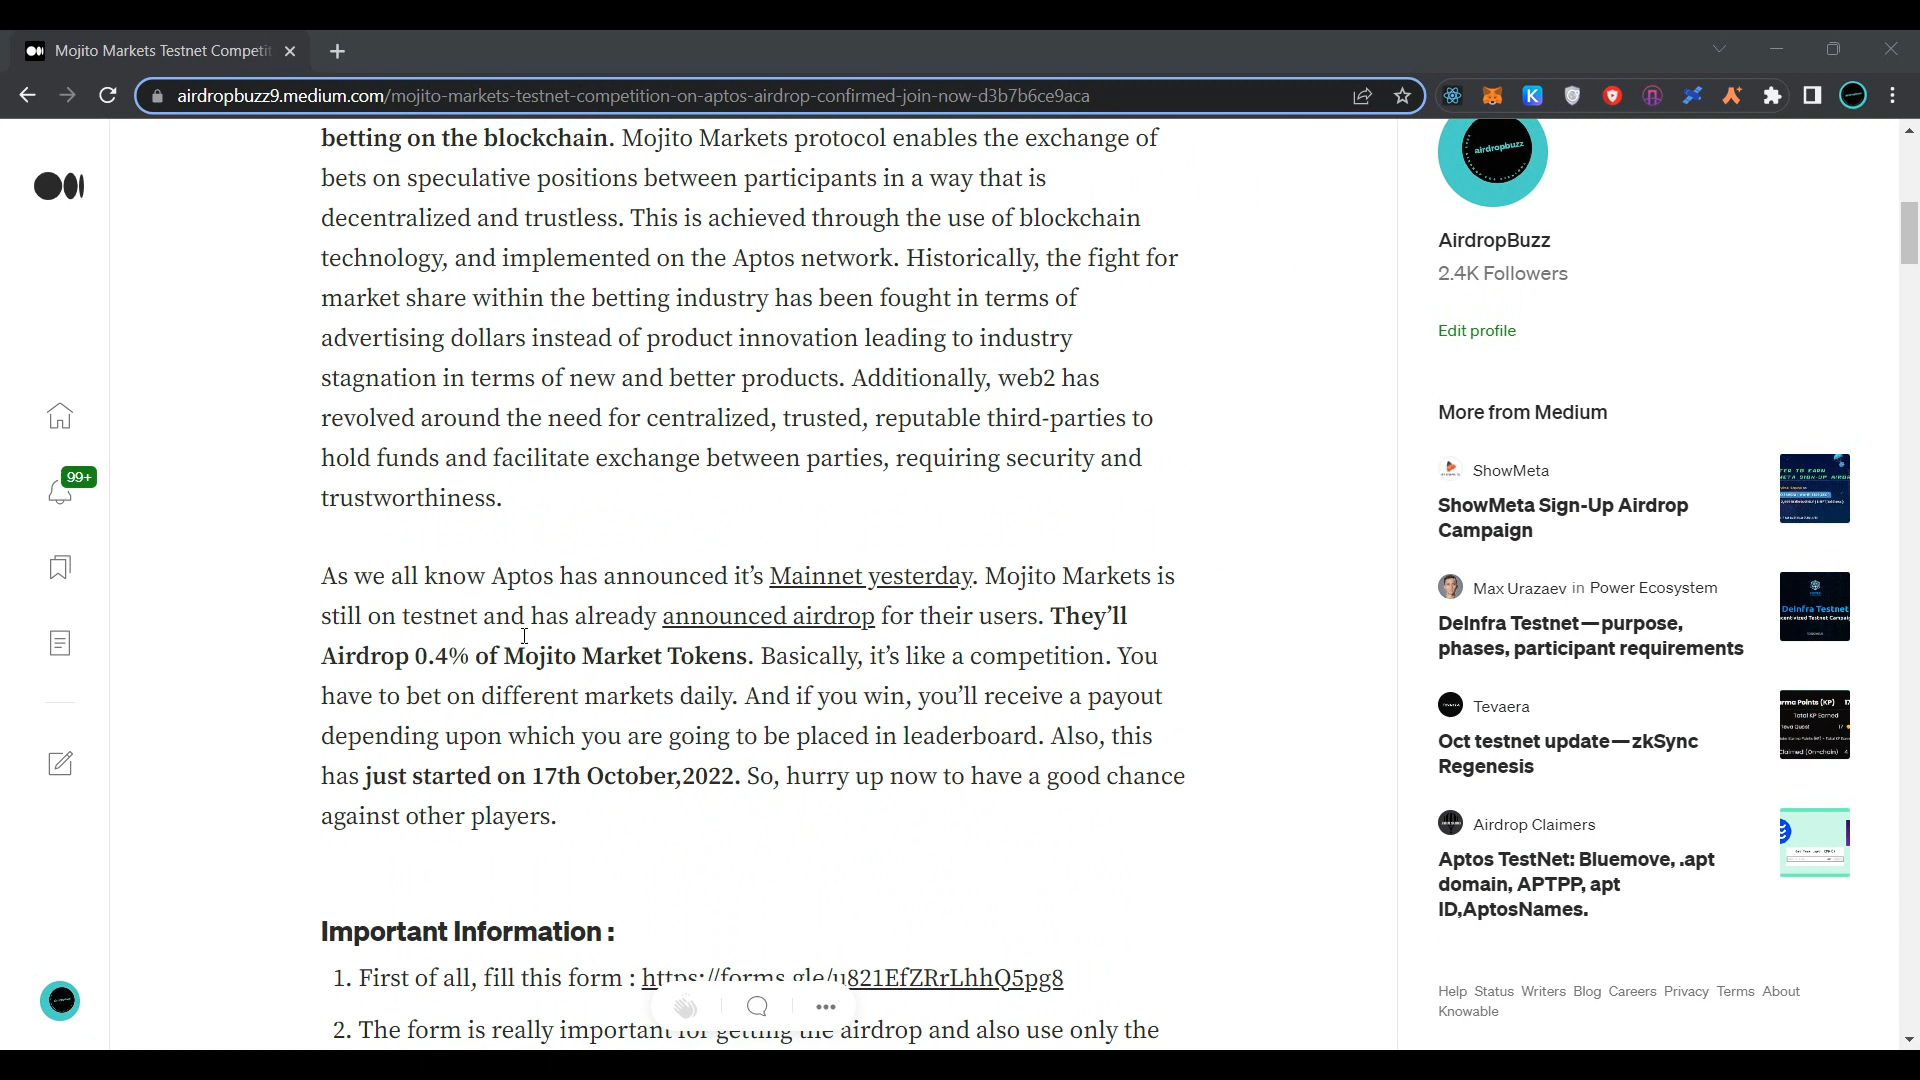 Mojito Markets Testnet Competit
airdropbuzz9.medium.com/mojito-markets-testnet-competition-on-aptos-airdrop-confirmed-join-now-d3b7b6ce9aca
betting on the blockchain. Mojito Markets protocol enables the exchange of
bets on speculative positions between participants in a way that is
decentralized and trustless. This is achieved through the use of blockchain
technology, and implemented on the Aptos network. Historically, the fight for
market share within the betting industry has been fought in terms of
advertising dollars instead of product innovation leading to industry
stagnation in terms of new and better products. Additionally, web2 has
revolved around the need for centralized, trusted, reputable third-parties to
hold funds and facilitate exchange between parties, requiring security and
trustworthiness.
As we all know Aptos has announced it’s Mainnet yesterday. Mojito Markets is
still on testnet and has already announced airdrop for their users. They’ll
Airdrop 0.4% of Mojito Market Tokens. Basically, it’s like a competition. You
have to bet on different markets daily. And if you win, you’ll receive a payout
depending upon which you are going to be placed in leaderboard. Also, this
has just started on 17th October,2022. So, hurry up now to have a good chance
against other players.
Important Information :
1. First of all, fill this form : https://forms.gle/u821EfZRrLhhQ5pg8
2. The form is really important for getting the airdrop and also use only the
99+
airdropbuzz
AirdropBuzz
2.4K Followers
Edit profile
More from Medium
ShowMeta
ShowMeta Sign-Up Airdrop
Campaign
Max Urazaev in Power Ecosystem
DeInfra Testnet—purpose,
phases, participant requirements
DeInfra Testnet
Tevaera
Oct testnet update—zkSync
Regenesis
Karma Points (KP)
Total KP Earned
Airdrop Claimers
Aptos TestNet: Bluemove, .apt
domain, APTPP, apt
ID,AptosNames.
Help Status Writers Blog Careers Privacy Terms About
Knowable